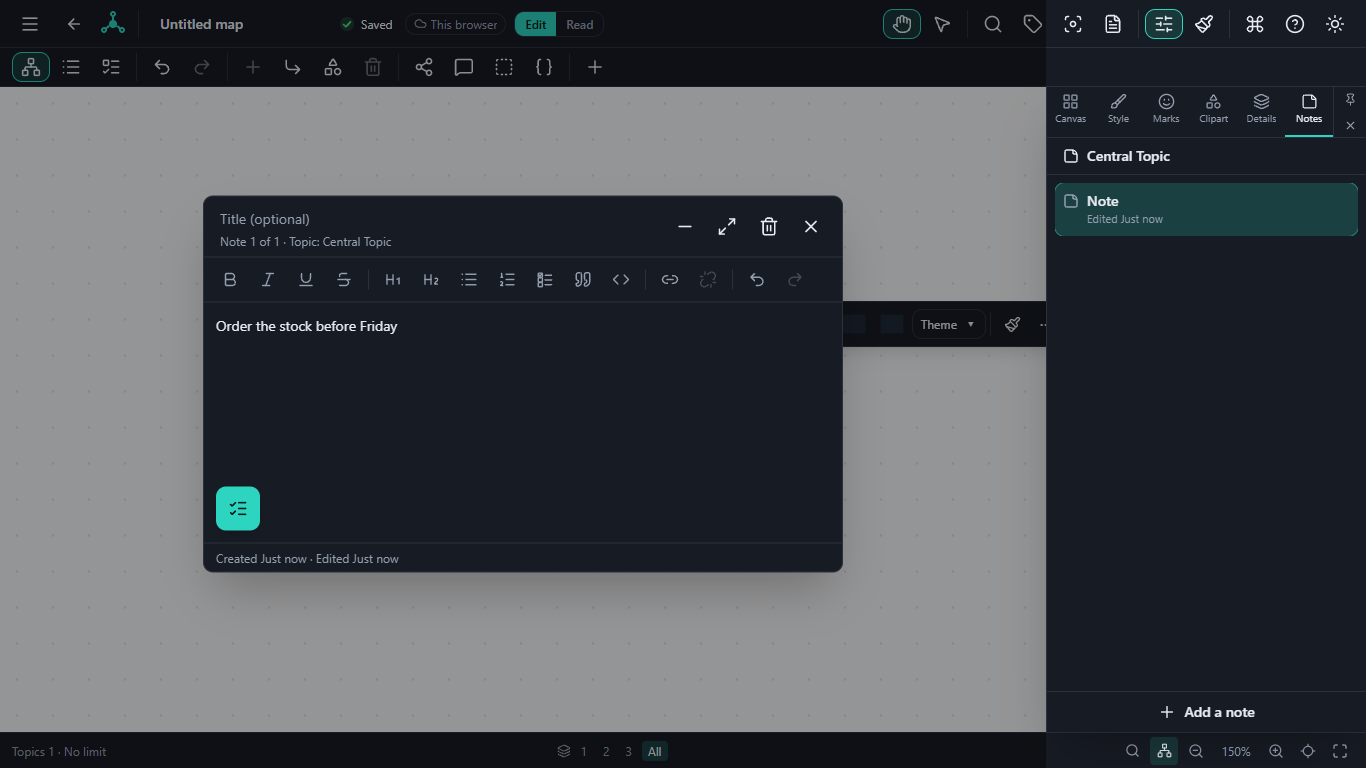 Untitled map
Saved
This browser
Edit
Read
Canvas
Style
Marks
Clipart
Details
Notes
Central Topic
Note
Edited Just now
Title (optional)
Note 1 of 1 · Topic: Central Topic
B I U S H1 H2
Order the stock before Friday
Theme
Created Just now · Edited Just now
Add a note
Topics 1 · No limit
1 2 3 All
150%